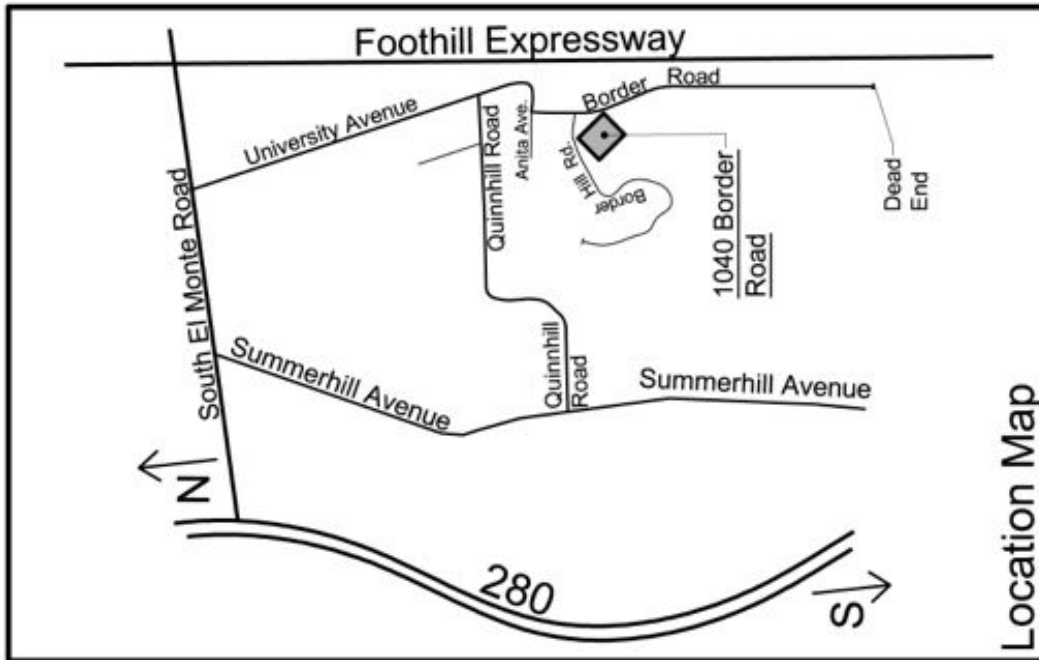 Foothill Expressway
University Avenue
Quinnhill Road
Anita Ave.
Border
Road
Hill Rd.
Border
1040 Border
Road
Dead
End
South El Monte Road
Summerhill Avenue
Quinnhill
Road
Summerhill Avenue
N
280
S
Location Map